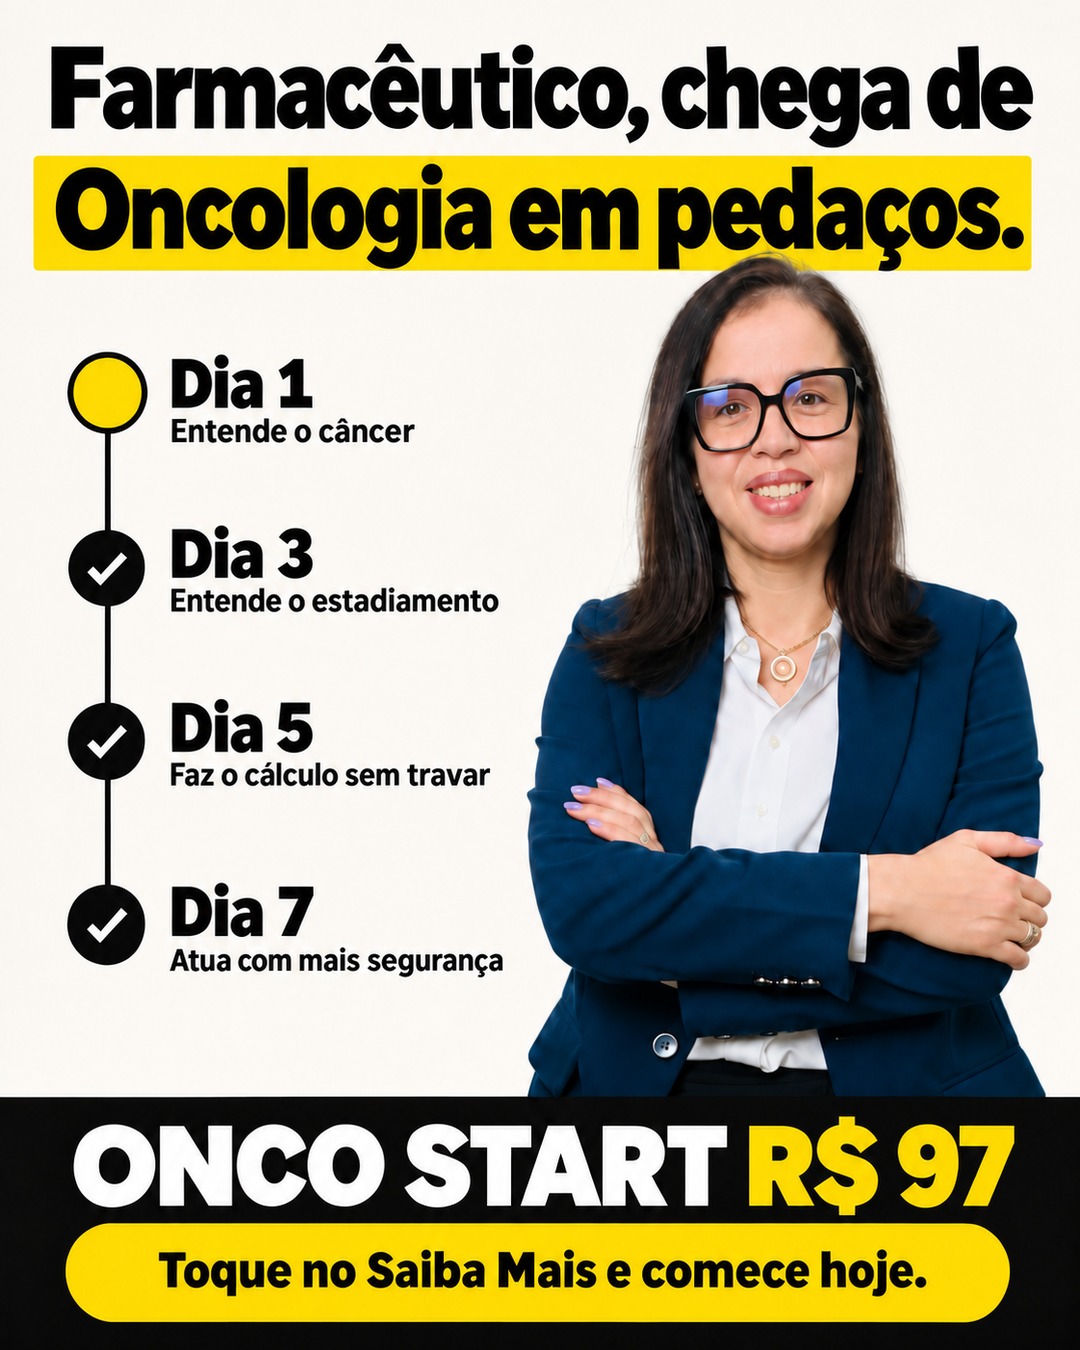 Farmacêutico, chega de
Oncologia em pedaços.
Dia 1
Entende o câncer
Dia 3
Entende o estadiamento
Dia 5
Faz o cálculo sem travar
Dia 7
Atua com mais segurança
ONCO START R$ 97
Toque no Saiba Mais e comece hoje.